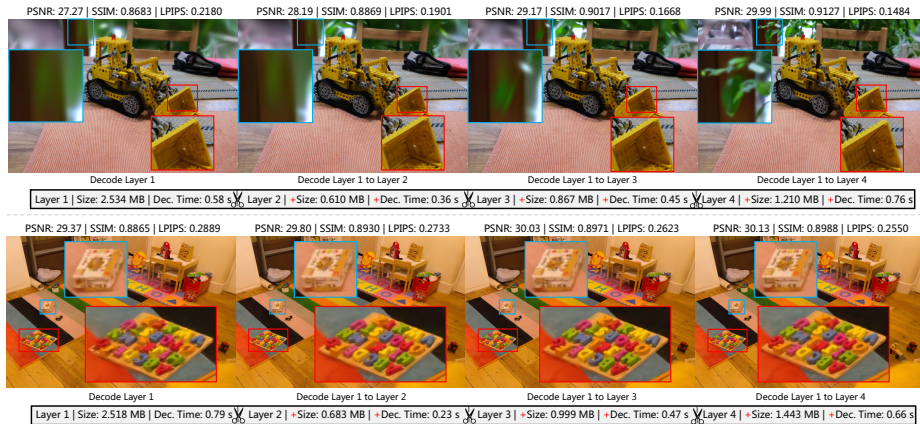 PSNR: 27.27 | SSIM: 0.8683 | LPIPS: 0.2180
PSNR: 28.19 | SSIM: 0.8869 | LPIPS: 0.1901
PSNR: 29.17 | SSIM: 0.9017 | LPIPS: 0.1668
PSNR: 29.99 | SSIM: 0.9127 | LPIPS: 0.1484
Decode Layer 1
Decode Layer 1 to Layer 2
Decode Layer 1 to Layer 3
Decode Layer 1 to Layer 4
Layer 1 | Size: 2.534 MB | Dec. Time: 0.58 s
Layer 2 | +Size: 0.610 MB | +Dec. Time: 0.36 s
Layer 3 | +Size: 0.867 MB | +Dec. Time: 0.45 s
Layer 4 | +Size: 1.210 MB | +Dec. Time: 0.76 s
PSNR: 29.37 | SSIM: 0.8865 | LPIPS: 0.2889
PSNR: 29.80 | SSIM: 0.8930 | LPIPS: 0.2733
PSNR: 30.03 | SSIM: 0.8971 | LPIPS: 0.2623
PSNR: 30.13 | SSIM: 0.8988 | LPIPS: 0.2550
Decode Layer 1
Decode Layer 1 to Layer 2
Decode Layer 1 to Layer 3
Decode Layer 1 to Layer 4
Layer 1 | Size: 2.518 MB | Dec. Time: 0.79 s
Layer 2 | +Size: 0.683 MB | +Dec. Time: 0.23 s
Layer 3 | +Size: 0.999 MB | +Dec. Time: 0.47 s
Layer 4 | +Size: 1.443 MB | +Dec. Time: 0.66 s